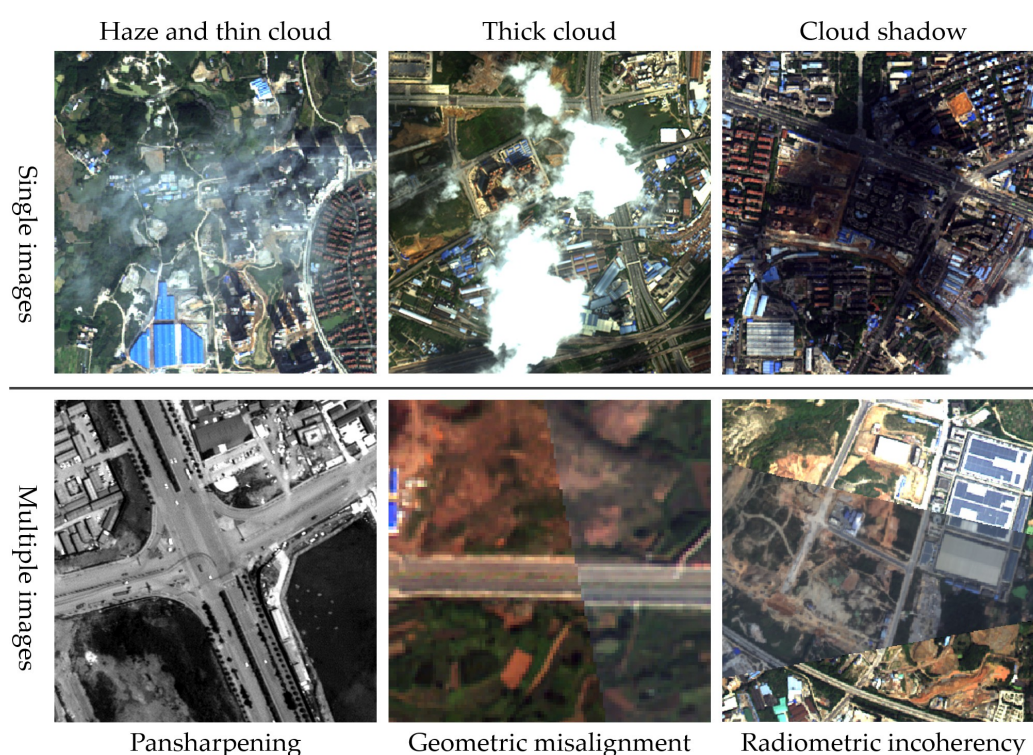 Haze and thin cloud
Thick cloud
Cloud shadow
Single images
Multiple images
Pansharpening
Geometric misalignment
Radiometric incoherency